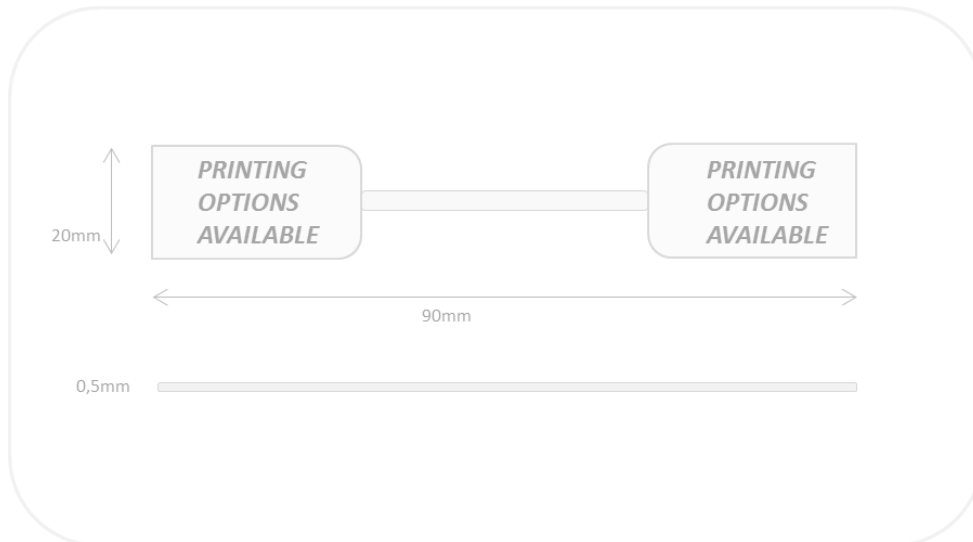 PRINTING
OPTIONS
AVAILABLE
PRINTING
OPTIONS
AVAILABLE
20mm
90mm
0,5mm